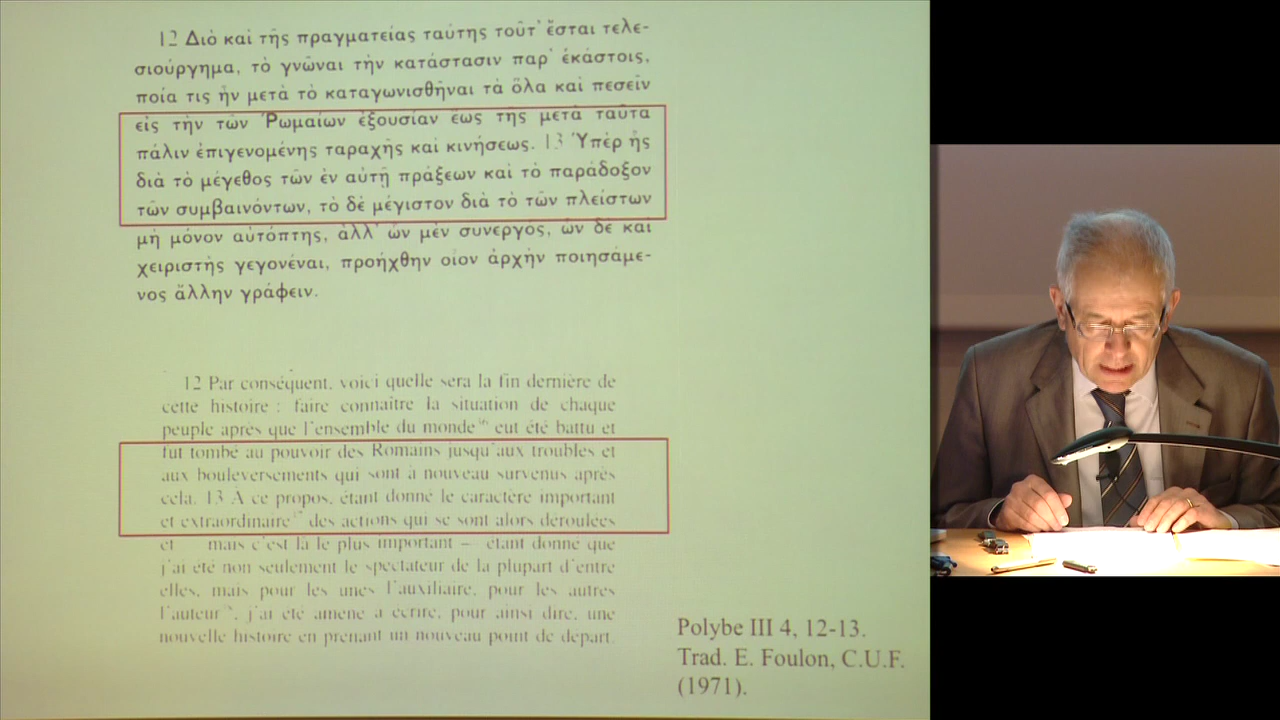 12 Διὸ καὶ τῆς πραγματείας ταύτης τοῦτ᾽ ἔσται τελε-
σιούργημα, τὸ γνῶναι τὴν κατάστασιν παρ᾽ ἑκάστοις,
ποία τις ἦν μετὰ τὸ καταγωνισθῆναι τὰ ὅλα καὶ πεσεῖν
εἰς τὴν τῶν Ῥωμαίων ἐξουσίαν ἕως τῆς μετὰ ταῦτα
πάλιν ἐπιγενομένης ταραχῆς καὶ κινήσεως. 13 Ὑπὲρ ἧς
διὰ τὸ μέγεθος τῶν ἐν αὐτῇ πράξεων καὶ τὸ παράδοξον
τῶν συμβαινόντων, τὸ δὲ μέγιστον διὰ τὸ τῶν πλείστων
μὴ μόνον αὐτόπτης, ἀλλ᾽ ὧν μὲν συνεργός, ὧν δὲ καὶ
χειριστὴς γεγονέναι, προήχθην οἷον ἀρχὴν ποιησάμε-
νος ἄλλην γράφειν.
12 Par conséquent, voici quelle sera la fin dernière de
cette histoire : faire connaître la situation de chaque
peuple après que l'ensemble du monde eut été battu et
fut tombé au pouvoir des Romains jusqu'aux troubles et
aux bouleversements qui sont à nouveau survenus après
cela. 13 À ce propos, étant donné le caractère important
et extraordinaire des actions qui se sont alors déroulées
et — mais c'est là le plus important — étant donné que
j'ai été non seulement le spectateur de la plupart d'entre
elles, mais pour les unes l'auxiliaire, pour les autres
l'auteur, j'ai été amené à écrire, pour ainsi dire, une
nouvelle histoire en prenant un nouveau point de départ.
Polybe III 4, 12-13.
Trad. E. Foulon, C.U.F.
(1971).